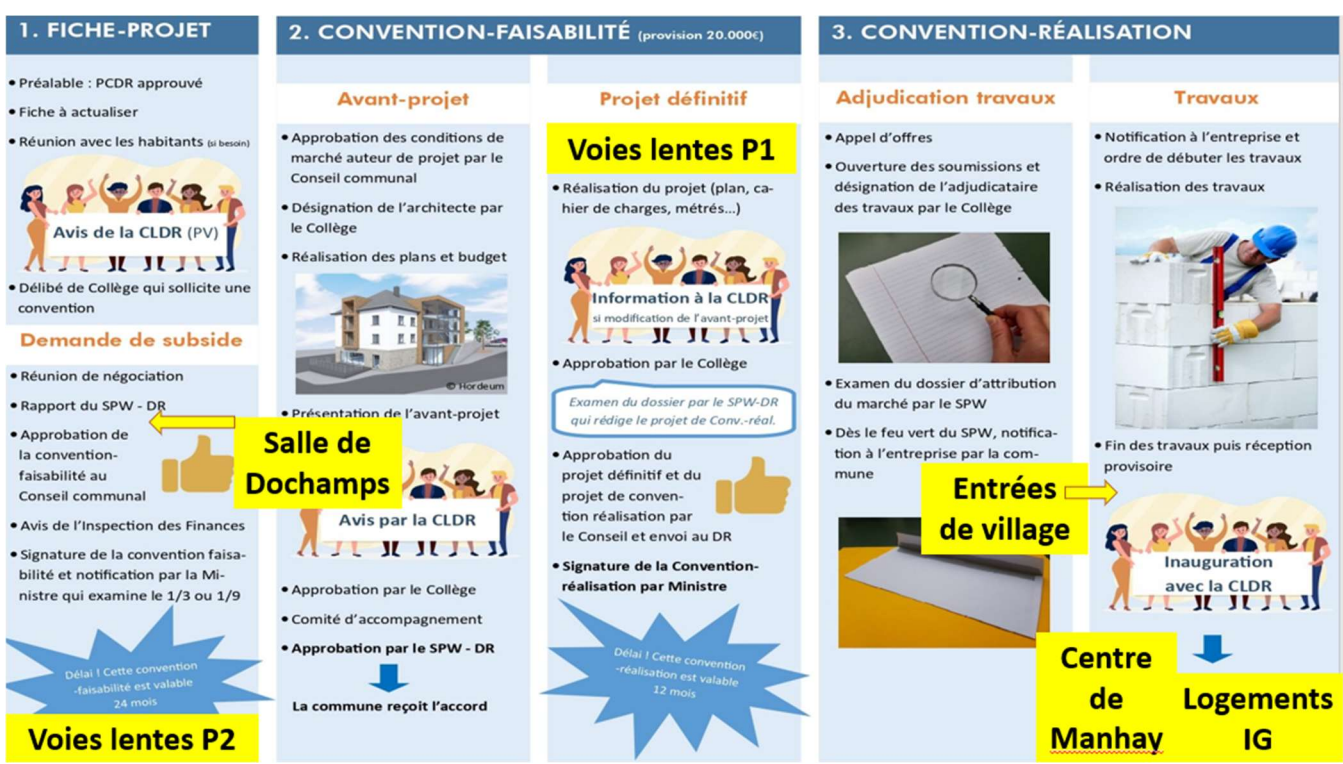 1. FICHE-PROJET
• Préalable : PCDR approuvé
• Fiche à actualiser
• Réunion avec les habitants (si besoin)
Avis de la CLDR (PV)
• Délibé de Collège qui sollicite une
convention
Demande de subside
• Réunion de négociation
• Rapport du SPW - DR
• Approbation de
la convention-
faisabilité au
Conseil communal
• Avis de l'Inspection des Finances
• Signature de la convention faisa-
bilité et notification par la Mi-
nistre qui examine le 1/3 ou 1/9
Délai ! Cette convention
-faisabilité est valable
24 mois
Voies lentes P2
2. CONVENTION-FAISABILITÉ (provision 20.000€)
Avant-projet
• Approbation des conditions de
marché auteur de projet par le
Conseil communal
• Désignation de l'architecte par
le Collège
• Réalisation des plans et budget
© Hordeum
• Présentation de l'avant-projet
Salle de
Dochamps
Avis par la CLDR
• Approbation par le Collège
• Comité d'accompagnement
• Approbation par le SPW - DR
La commune reçoit l'accord
Projet définitif
Voies lentes P1
• Réalisation du projet (plan, ca-
hier de charges, métrés...)
Information à la CLDR
si modification de l'avant-projet
• Approbation par le Collège
Examen du dossier par le SPW-DR
qui rédige le projet de Conv.-réal.
• Approbation du
projet définitif et du
projet de conven-
tion réalisation par
le Conseil et envoi au DR
• Signature de la Convention-
réalisation par Ministre
Délai ! Cette convention
-réalisation est valable
12 mois
3. CONVENTION-RÉALISATION
Adjudication travaux
• Appel d'offres
• Ouverture des soumissions et
désignation de l'adjudicataire
des travaux par le Collège
• Examen du dossier d'attribution
du marché par le SPW
• Dès le feu vert du SPW, notifica-
tion à l'entreprise par la com-
mune
Entrées
de village
Travaux
• Notification à l'entreprise et
ordre de débuter les travaux
• Réalisation des travaux
• Fin des travaux puis réception
provisoire
Inauguration
avec la CLDR
Centre
de
Manhay
Logements
IG